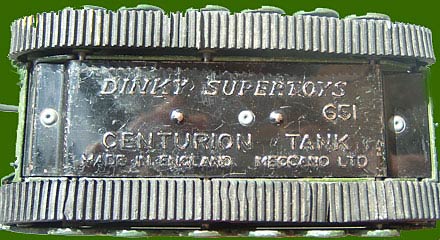 DINKY SUPERTOYS
651
CENTURION TANK
MADE IN ENGLAND MECCANO LTD